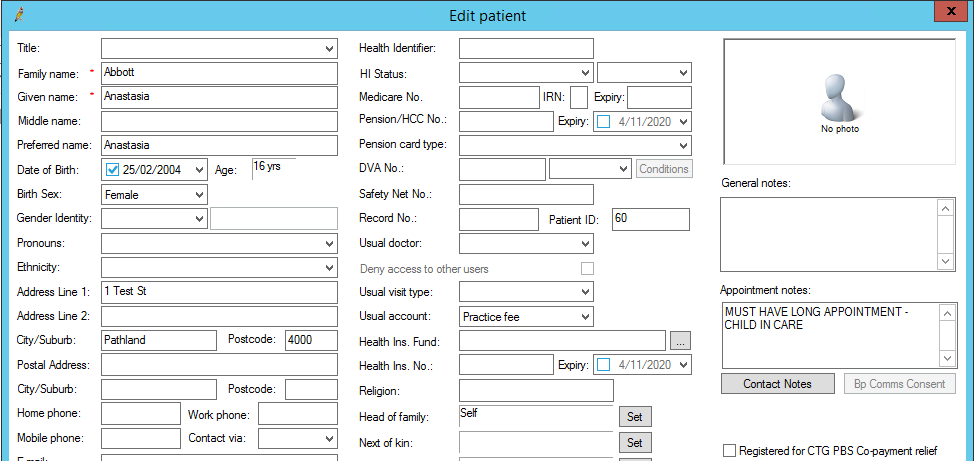 Edit patient
x
Title:
Family name: * Abbott
Given name: * Anastasia
Middle name:
Preferred name: Anastasia
Date of Birth: 25/02/2004 Age: 16 yrs
Birth Sex: Female
Gender Identity:
Pronouns:
Ethnicity:
Address Line 1: 1 Test St
Address Line 2:
City/Suburb: Pathland Postcode: 4000
Postal Address:
City/Suburb: Postcode:
Home phone: Work phone:
Mobile phone: Contact via:
E-mail:
Health Identifier:
HI Status:
Medicare No. IRN: Expiry:
Pension/HCC No.: Expiry: 4/11/2020
Pension card type:
DVA No.: Conditions
Safety Net No.:
Record No.: Patient ID: 60
Usual doctor:
Deny access to other users
Usual visit type:
Usual account: Practice fee
Health Ins. Fund: ...
Health Ins. No.: Expiry: 4/11/2020
Religion:
Head of family: Self Set
Next of kin: Set
No photo
General notes:
Appointment notes:
MUST HAVE LONG APPOINTMENT -
CHILD IN CARE
Contact Notes Bp Comms Consent
Registered for CTG PBS Co-payment relief